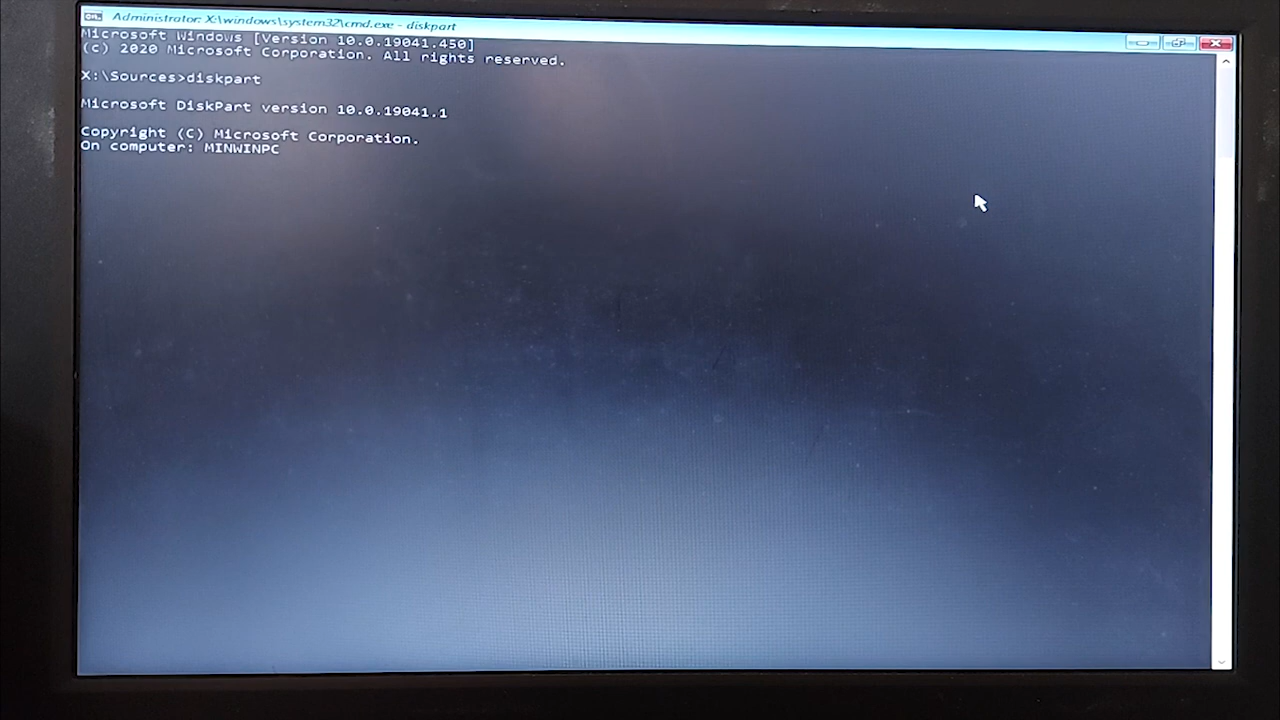 Administrator: X:\windows\system32\cmd.exe - diskpart
Microsoft Windows [Version 10.0.19041.450]
(c) 2020 Microsoft Corporation. All rights reserved.
X:\Sources>diskpart
Microsoft DiskPart version 10.0.19041.1
Copyright (C) Microsoft Corporation.
On computer: MINWINPC